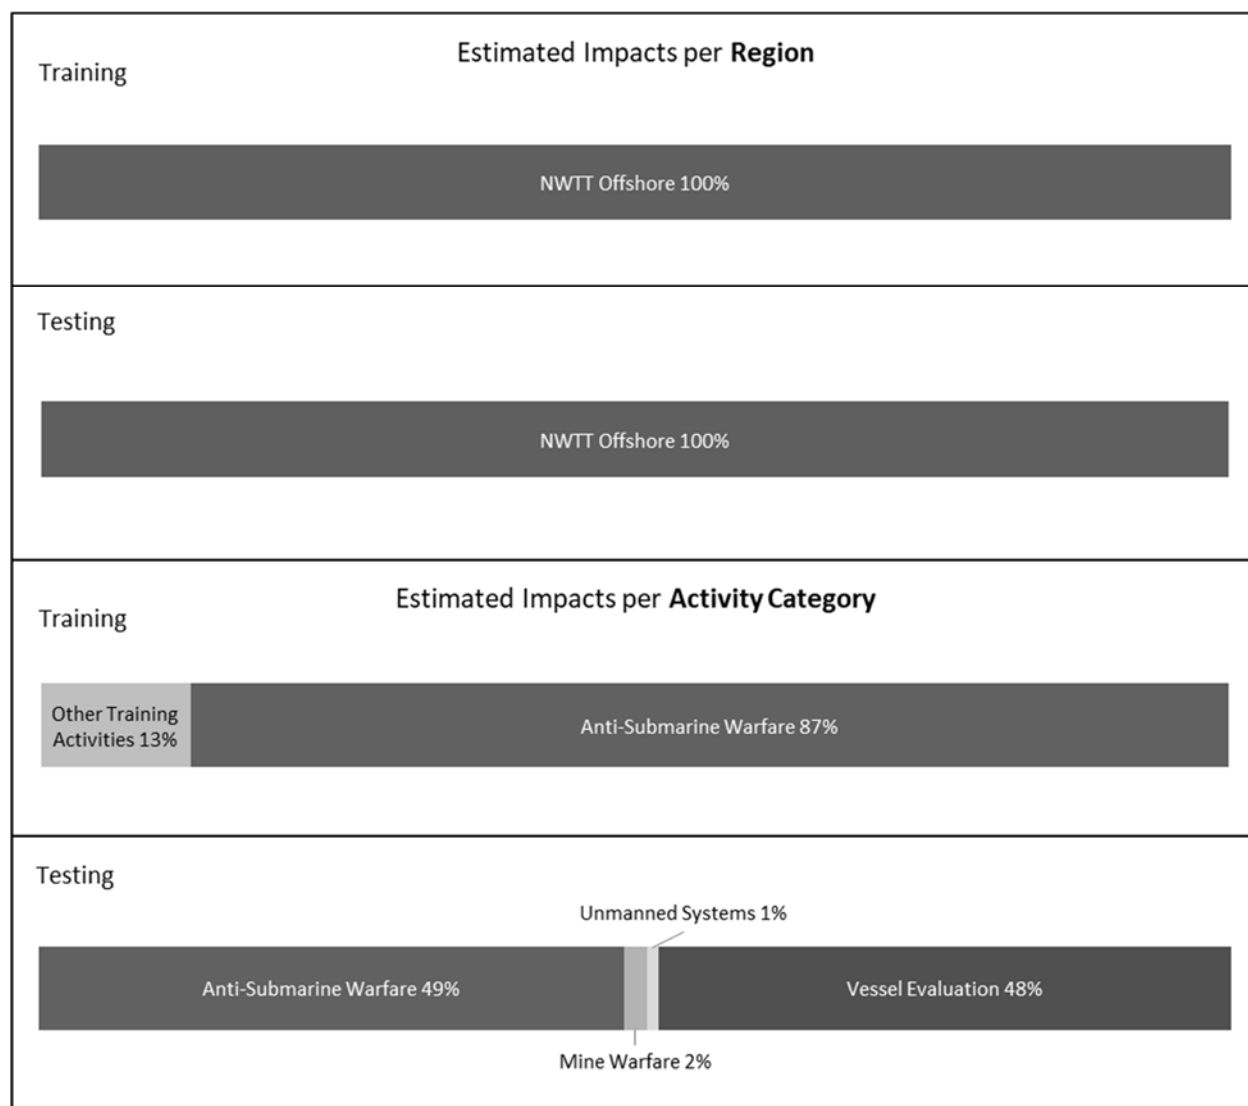 Estimated Impacts per Region
Training
NWTT Offshore 100%
Testing
NWTT Offshore 100%
Estimated Impacts per Activity Category
Training
Other Training
Activities 13%
Anti-Submarine Warfare 87%
Testing
Unmanned Systems 1%
Anti-Submarine Warfare 49%
Vessel Evaluation 48%
Mine Warfare 2%